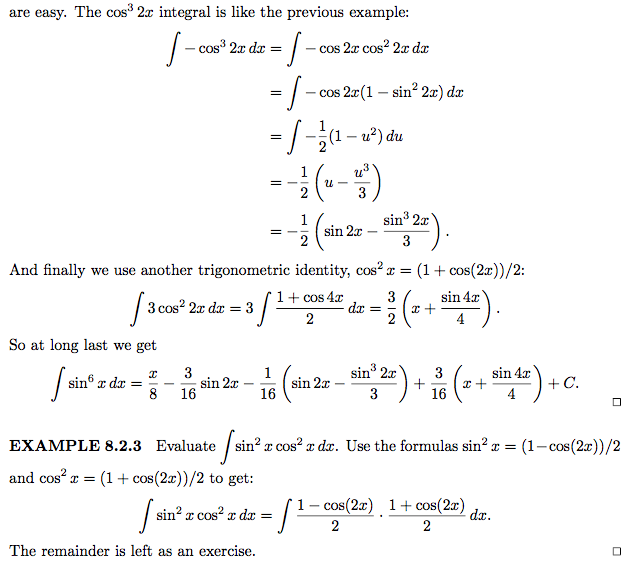 are easy. The cos³ 2x integral is like the previous example:
∫ − cos³ 2x dx = ∫ − cos 2x cos² 2x dx
= ∫ − cos 2x(1 − sin² 2x) dx
= ∫ −1/2(1 − u²) du
= −1/2 (u − u³/3)
= −1/2 (sin 2x − sin³ 2x/3).
And finally we use another trigonometric identity, cos² x = (1 + cos(2x))/2:
∫ 3 cos² 2x dx = 3 ∫ (1 + cos 4x)/2 dx = 3/2 (x + sin 4x/4).
So at long last we get
∫ sin⁶ x dx = x/8 − 3/16 sin 2x − 1/16 (sin 2x − sin³ 2x/3) + 3/16 (x + sin 4x/4) + C.
□
EXAMPLE 8.2.3 Evaluate ∫ sin² x cos² x dx. Use the formulas sin² x = (1−cos(2x))/2
and cos² x = (1 + cos(2x))/2 to get:
∫ sin² x cos² x dx = ∫ (1 − cos(2x))/2 · (1 + cos(2x))/2 dx.
The remainder is left as an exercise. □